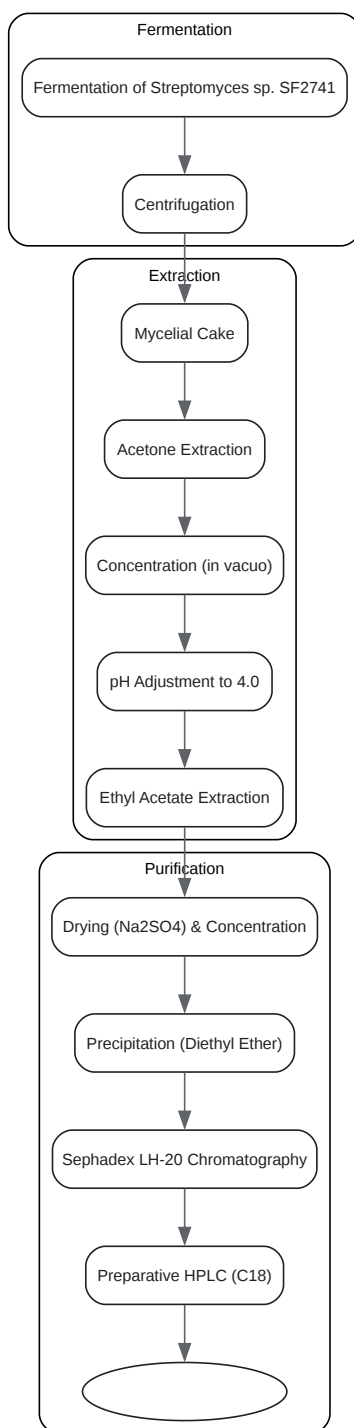 Fermentation
Fermentation of Streptomyces sp. SF2741
Centrifugation
Extraction
Mycelial Cake
Acetone Extraction
Concentration (in vacuo)
pH Adjustment to 4.0
Ethyl Acetate Extraction
Purification
Drying (Na2SO4) & Concentration
Precipitation (Diethyl Ether)
Sephadex LH-20 Chromatography
Preparative HPLC (C18)